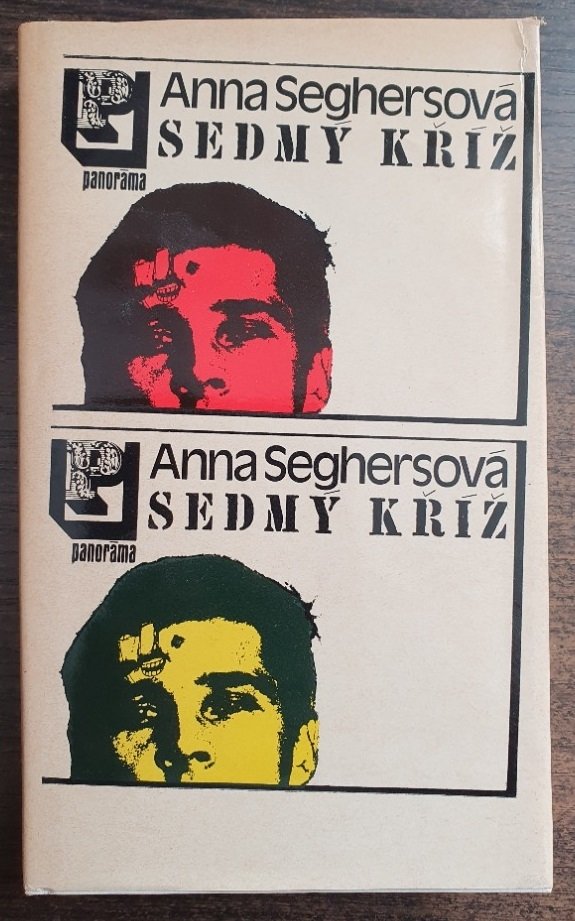 P
Anna Seghersová
SEDMÝ KŘÍŽ
panoráma
P
Anna Seghersová
SEDMÝ KŘÍŽ
panoráma